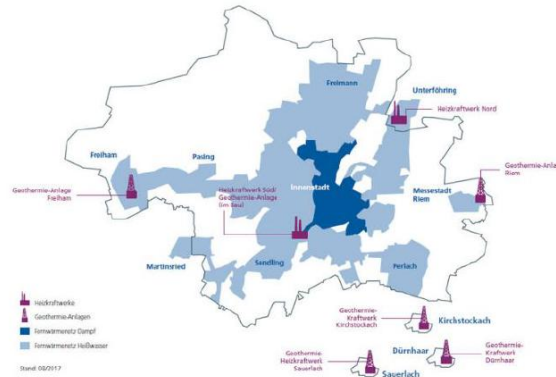 Freimann
Unterföhring
Heizkraftwerk Nord
Freiham
Pasing
Geothermie-Anlage
Freiham
Heizkraftwerk Süd/
Geothermie-Anlage
(im Bau)
Innenstadt
Geothermie-Anla
Riem
Messestadt
Riem
Martinsried
Sendling
Perlach
Heizkraftwerke
Geothermie-Anlagen
Fernwärmenetz Dampf
Fernwärmenetz Heißwasser
Geothermie-
Kraftwerk
Kirchstockach
Kirchstockach
Dürnhaar
Geothermie-
Kraftwerk
Dürnhaar
Geothermie-
Heizkraftwerk
Sauerlach
Sauerlach
Stand: 08/2017